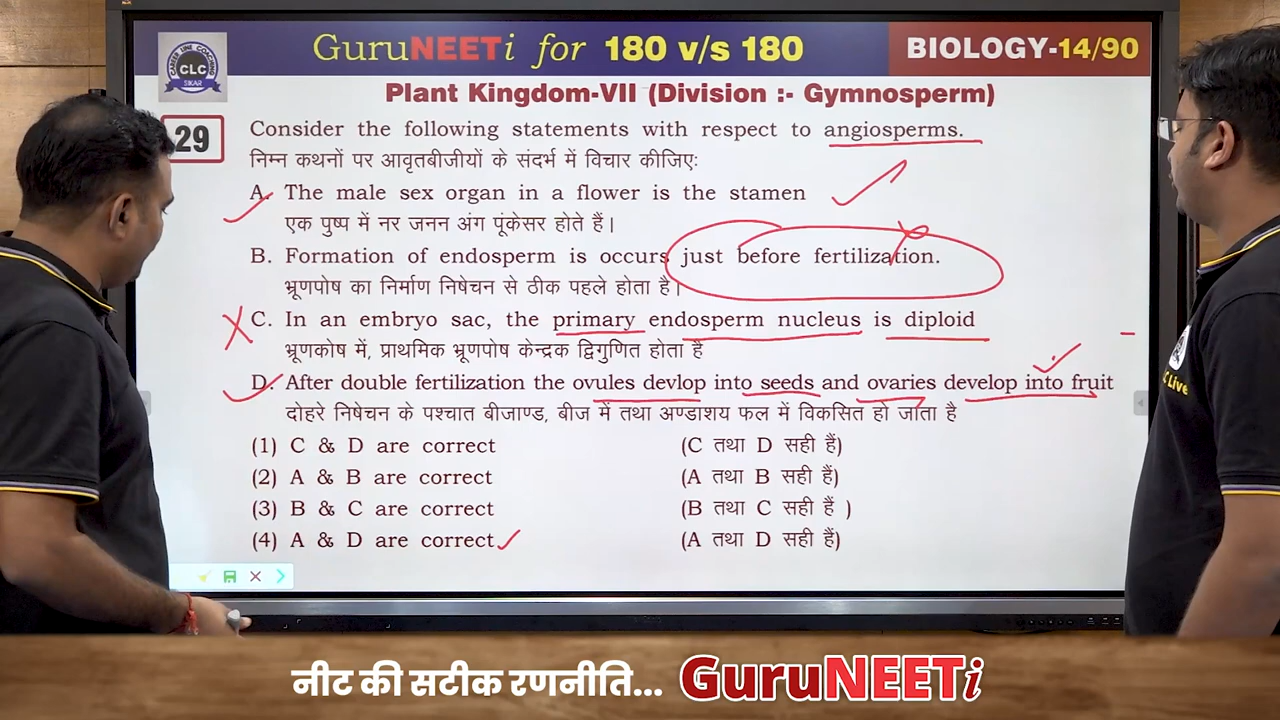 GuruNEETi for 180 v/s 180
BIOLOGY-14/90
CLC
SIKAR
Plant Kingdom-VII (Division :- Gymnosperm)
29
Consider the following statements with respect to angiosperms.
निम्न कथनों पर आवृतबीजीयों के संदर्भ में विचार कीजिए:
A. The male sex organ in a flower is the stamen
एक पुष्प में नर जनन अंग पूंकेसर होते हैं।
B. Formation of endosperm is occurs just before fertilization.
भ्रूणपोष का निर्माण निषेचन से ठीक पहले होता है।
C. In an embryo sac, the primary endosperm nucleus is diploid
भ्रूणकोष में, प्राथमिक भ्रूणपोष केन्द्रक द्विगुणित होता है
D. After double fertilization the ovules devlop into seeds and ovaries develop into fruit
दोहरे निषेचन के पश्चात बीजाण्ड, बीज में तथा अण्डाशय फल में विकसित हो जाता है
(1) C & D are correct (C तथा D सही हैं)
(2) A & B are correct (A तथा B सही हैं)
(3) B & C are correct (B तथा C सही हैं )
(4) A & D are correct (A तथा D सही हैं)
नीट की सटीक रणनीति... GuruNEETi